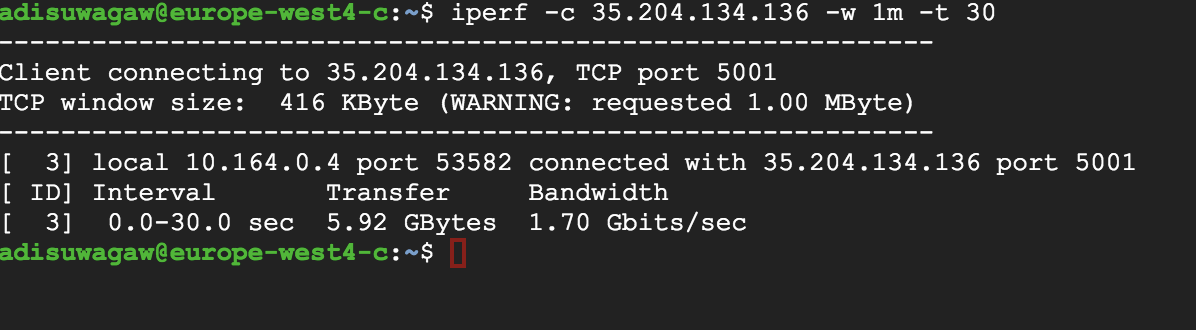 adisuwagaw@europe-west4-c:~$ iperf -c 35.204.134.136 -w 1m -t 30
------------------------------------------------------------
Client connecting to 35.204.134.136, TCP port 5001
TCP window size:  416 KByte (WARNING: requested 1.00 MByte)
------------------------------------------------------------
[  3] local 10.164.0.4 port 53582 connected with 35.204.134.136 port 5001
[ ID] Interval       Transfer     Bandwidth
[  3]  0.0-30.0 sec  5.92 GBytes  1.70 Gbits/sec
adisuwagaw@europe-west4-c:~$